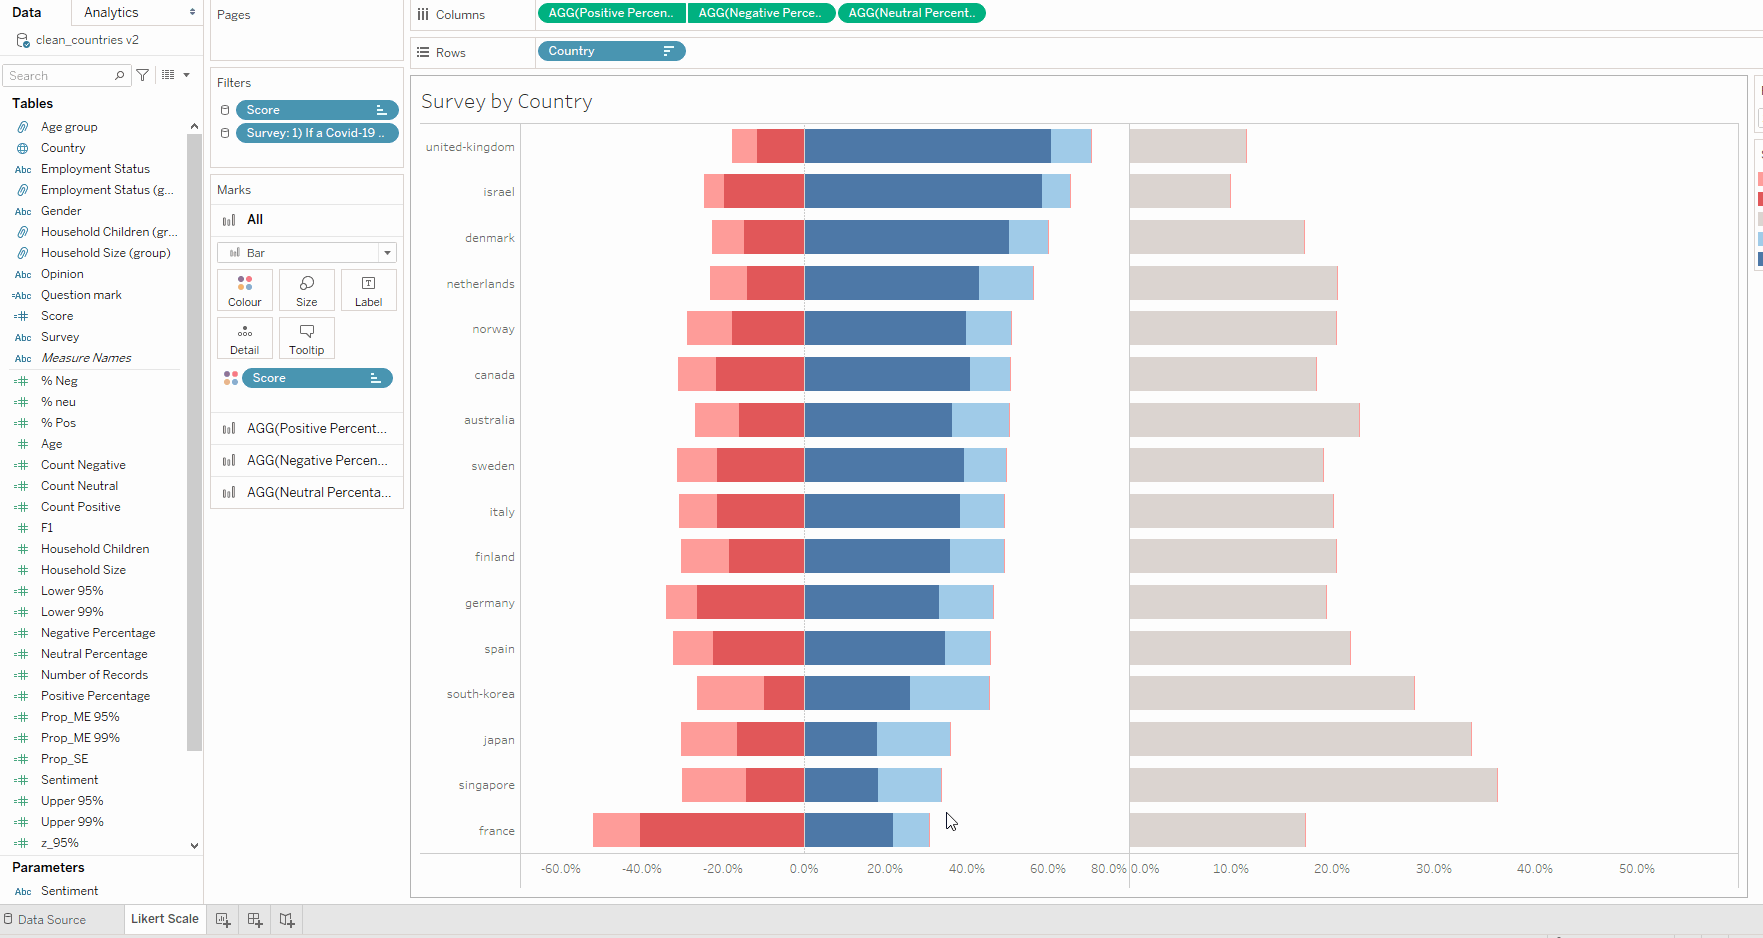 Data
Analytics
clean_countries v2
Search
Tables
Age group
Country
Abc Employment Status
Employment Status (g...
Abc Gender
Household Children (gr...
Household Size (group)
Abc Opinion
=Abc Question mark
Score
Abc Survey
Abc Measure Names
% Neg
% neu
% Pos
Age
Count Negative
Count Neutral
Count Positive
F1
Household Children
Household Size
Lower 95%
Lower 99%
Negative Percentage
Neutral Percentage
Number of Records
Positive Percentage
Prop_ME 95%
Prop_ME 99%
Prop_SE
Sentiment
Upper 95%
Upper 99%
z_95%
Parameters
Abc Sentiment
Pages
Filters
Score
Survey: 1) If a Covid-19 ..
Marks
All
Bar
Colour
Size
Label
Detail
Tooltip
Score
AGG(Positive Percent...
AGG(Negative Percen...
AGG(Neutral Percenta...
Columns
AGG(Positive Percen..
AGG(Negative Perce..
AGG(Neutral Percent..
Rows
Country
Survey by Country
united-kingdom
israel
denmark
netherlands
norway
canada
australia
sweden
italy
finland
germany
spain
south-korea
japan
singapore
france
-60.0% -40.0% -20.0% 0.0% 20.0% 40.0% 60.0% 80.0% 0.0% 10.0% 20.0% 30.0% 40.0% 50.0%
Data Source
Likert Scale